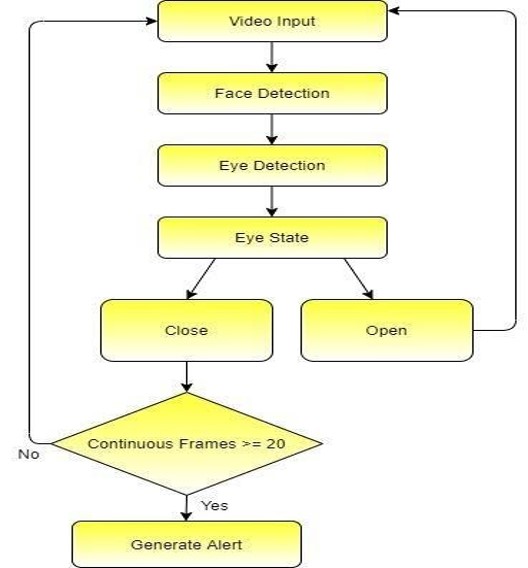 Video Input
Face Detection
Eye Detection
Eye State
Close
Open
Continuous Frames >= 20
No
Yes
Generate Alert